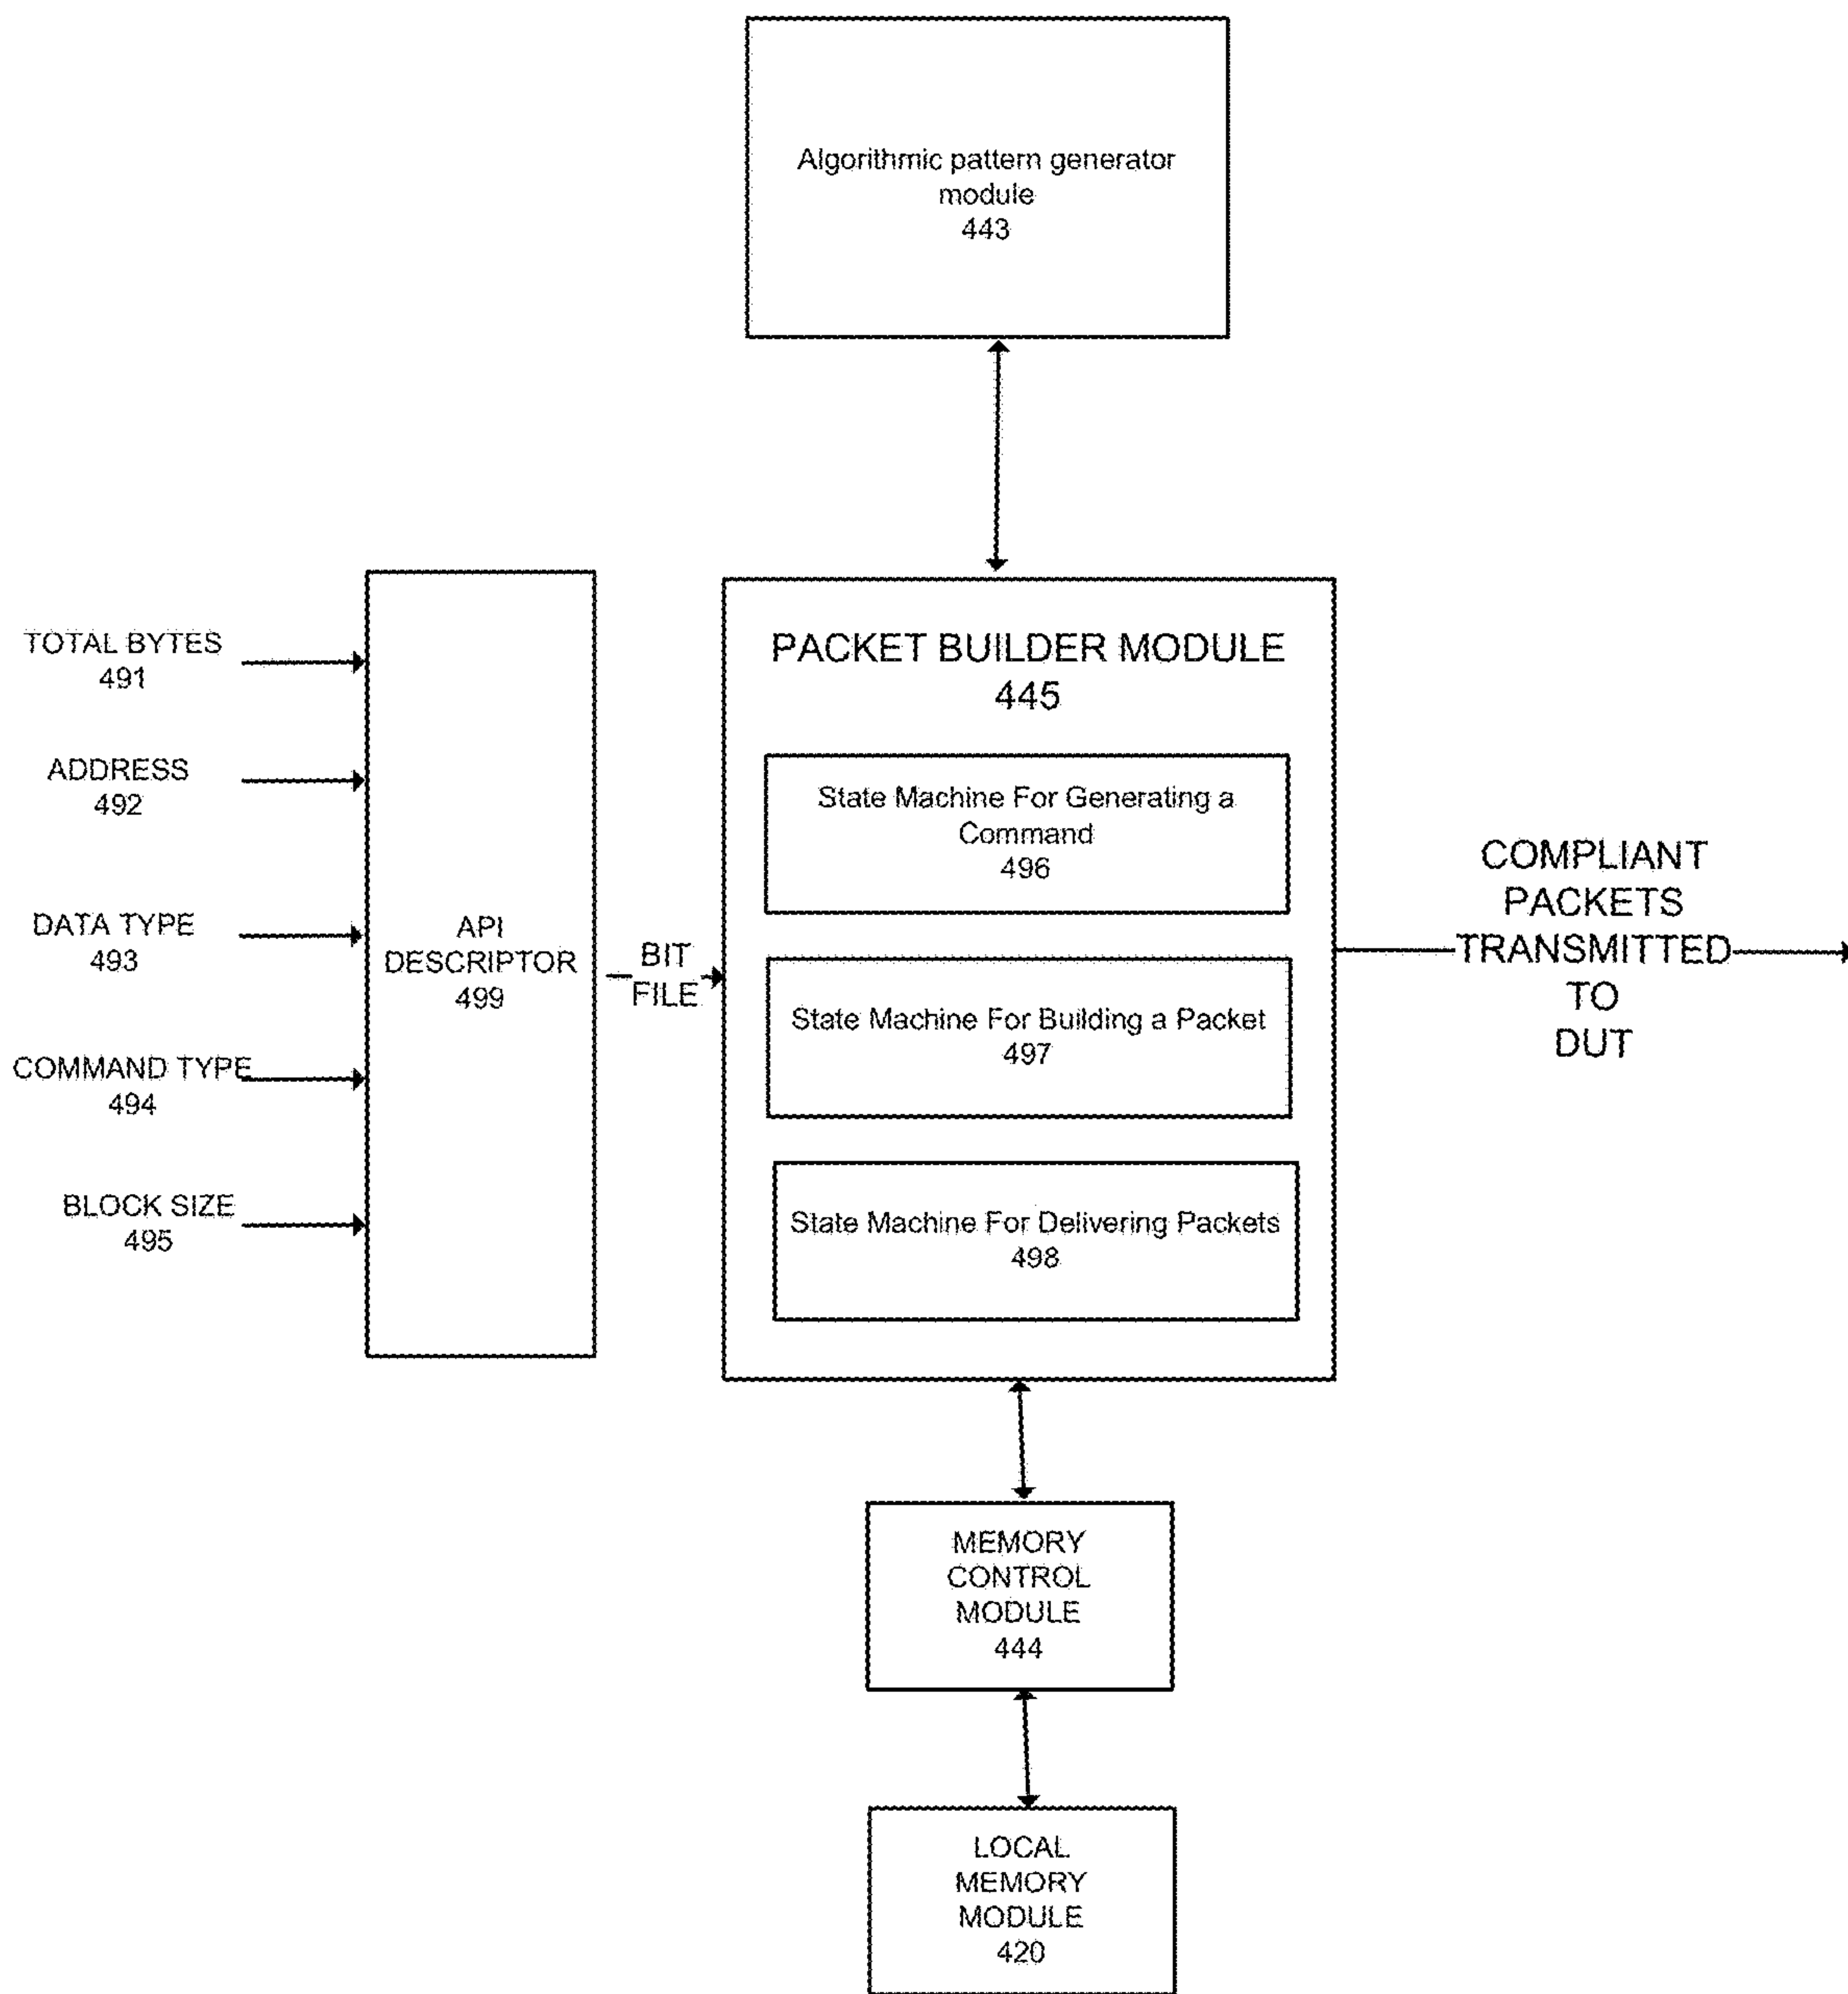 Algorithmic pattern generator
module
443
TOTAL BYTES
491
ADDRESS
492
DATA TYPE
493
COMMAND TYPE
494
BLOCK SIZE
495
API
DESCRIPTOR
499
BIT
FILE
PACKET BUILDER MODULE
445
State Machine For Generating a
Command
496
State Machine For Building a Packet
497
State Machine For Delivering Packets
498
COMPLIANT
PACKETS
TRANSMITTED
TO
DUT
MEMORY
CONTROL
MODULE
444
LOCAL
MEMORY
MODULE
420